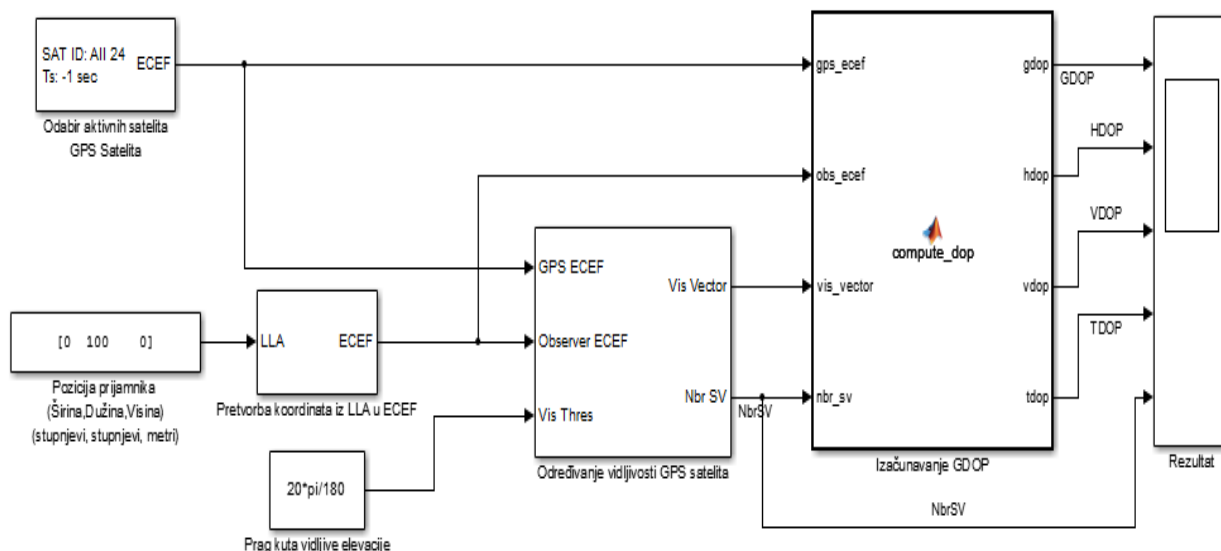 SAT ID: All 24
Ts: -1 sec
ECEF
Odabir aktivnih satelita
GPS Satelita
[0 100 0]
Pozicija prijamnika
(Širina,Dužina,Visina)
(stupnjevi, stupnjevi, metri)
LLA
ECEF
Pretvorba koordinata iz LLA u ECEF
20*pi/180
Prag kuta vidljive elevacije
GPS ECEF
Observer ECEF
Vis Thres
Vis Vector
Nbr SV
Određivanje vidljivosti GPS satelita
NbrSV
gps_ecef
obs_ecef
vis_vector
nbr_sv
compute_dop
gdop
hdop
vdop
tdop
Izačunavanje GDOP
GDOP
HDOP
VDOP
TDOP
NbrSV
Rezultat